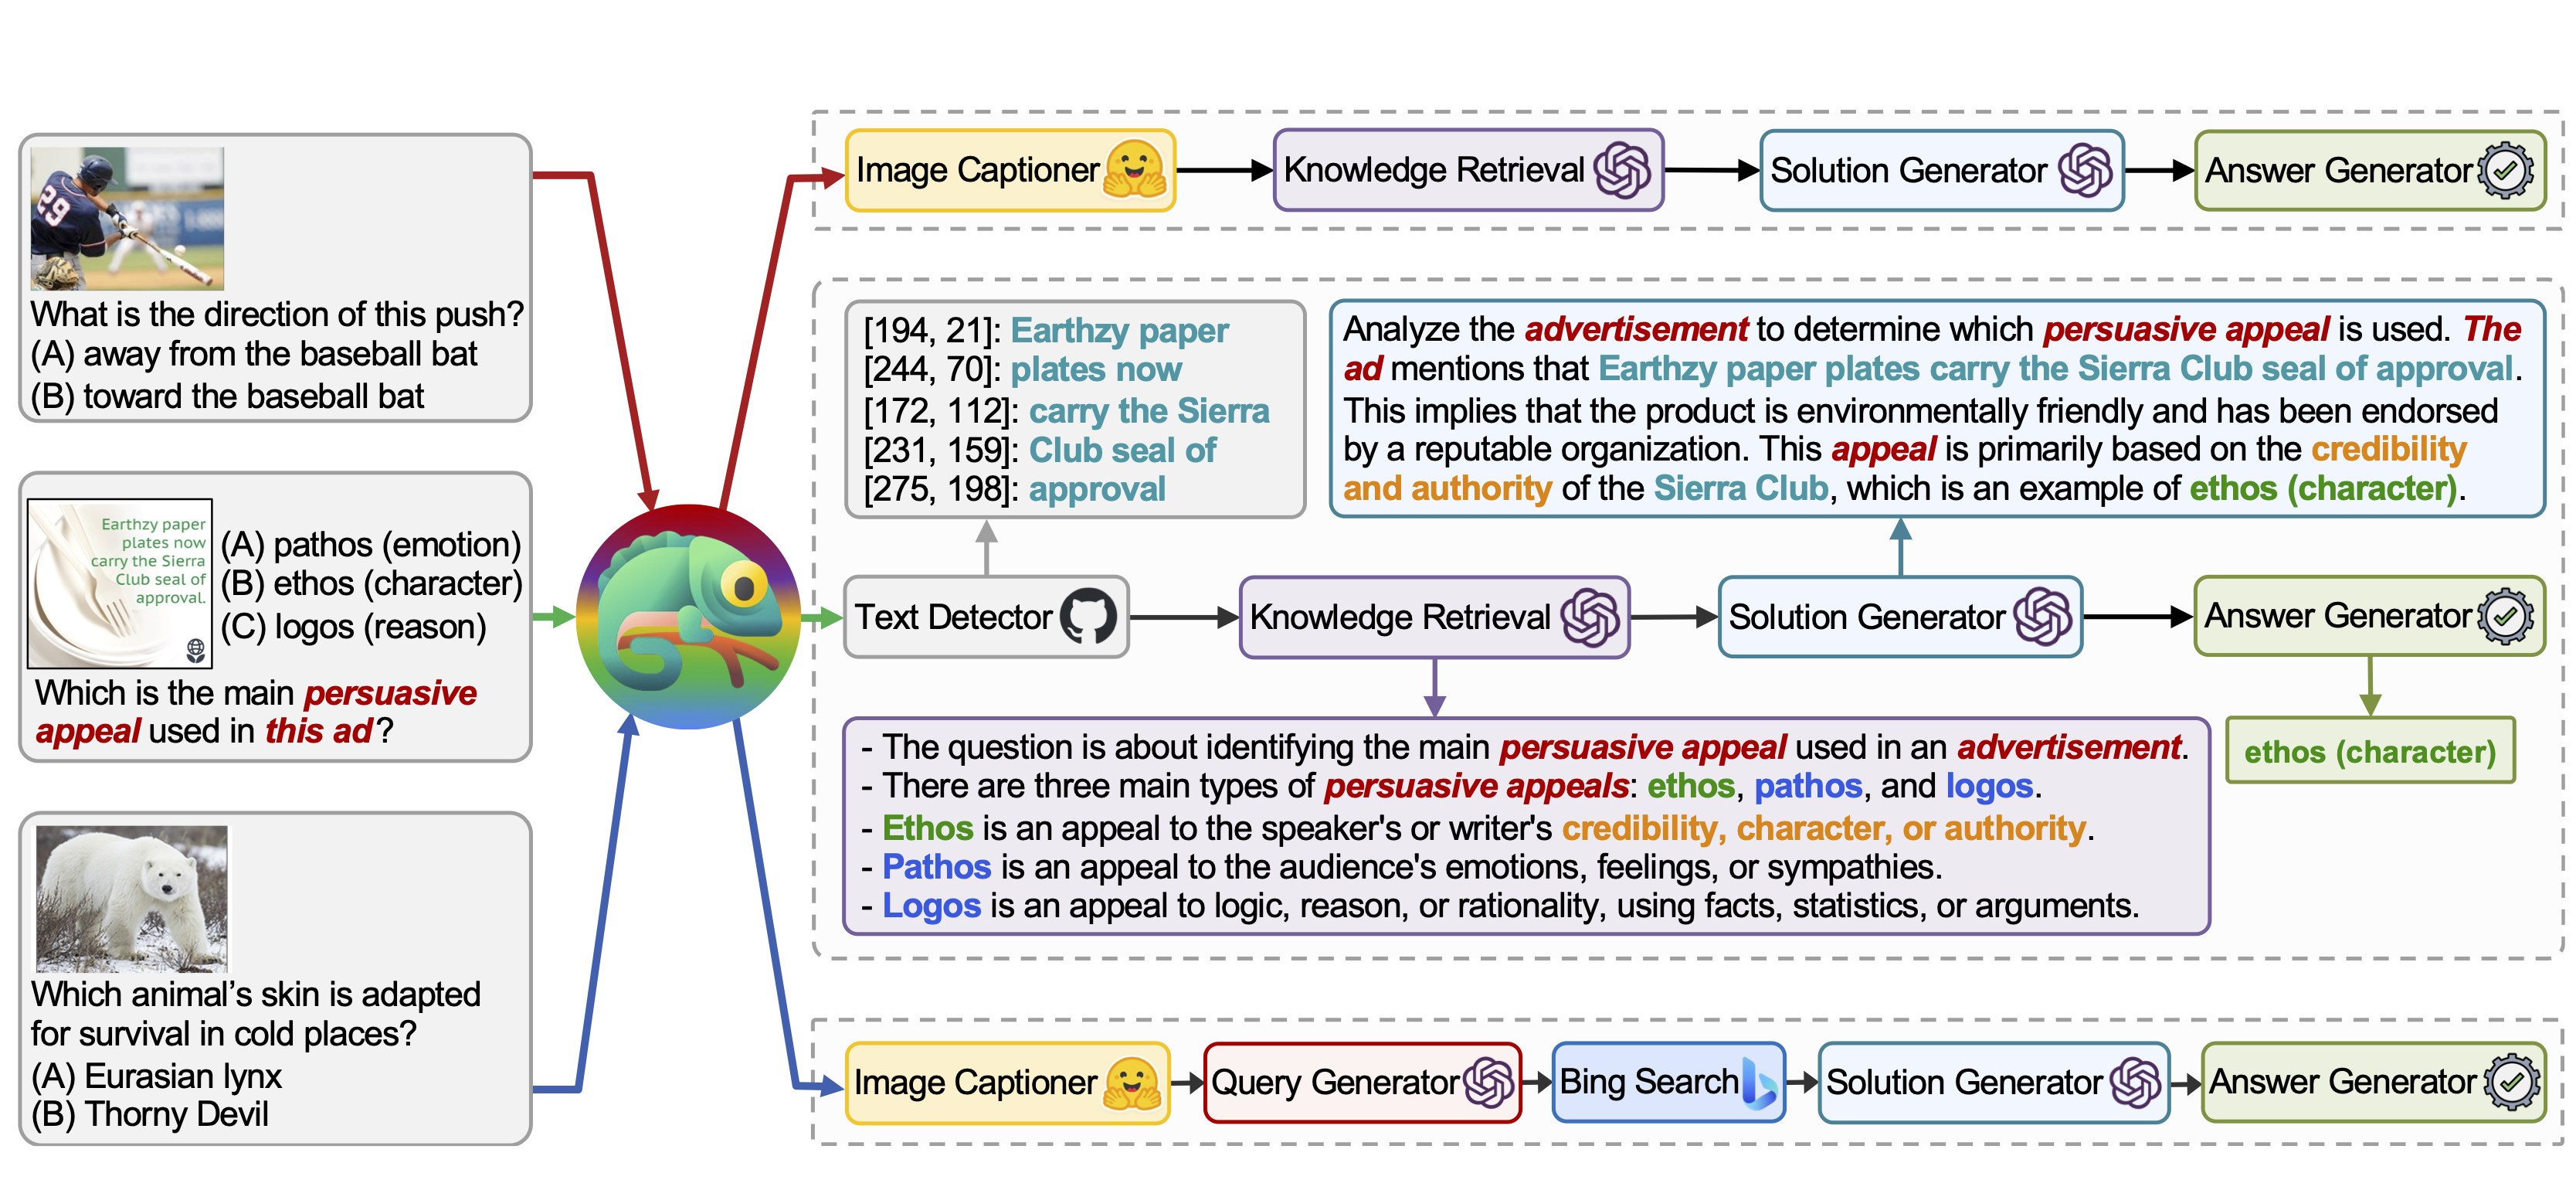 29
What is the direction of this push?
(A) away from the baseball bat
(B) toward the baseball bat
Earthzy paper
plates now
carry the Sierra
Club seal of
approval.
(A) pathos (emotion)
(B) ethos (character)
(C) logos (reason)
Which is the main persuasive
appeal used in this ad?
Which animal's skin is adapted
for survival in cold places?
(A) Eurasian lynx
(B) Thorny Devil
Image Captioner
Knowledge Retrieval
Solution Generator
Answer Generator
[194, 21]: Earthzy paper
[244, 70]: plates now
[172, 112]: carry the Sierra
[231, 159]: Club seal of
[275, 198]: approval
Analyze the advertisement to determine which persuasive appeal is used. The
ad mentions that Earthzy paper plates carry the Sierra Club seal of approval.
This implies that the product is environmentally friendly and has been endorsed
by a reputable organization. This appeal is primarily based on the credibility
and authority of the Sierra Club, which is an example of ethos (character).
Text Detector
Knowledge Retrieval
Solution Generator
Answer Generator
- The question is about identifying the main persuasive appeal used in an advertisement.
- There are three main types of persuasive appeals: ethos, pathos, and logos.
- Ethos is an appeal to the speaker's or writer's credibility, character, or authority.
- Pathos is an appeal to the audience's emotions, feelings, or sympathies.
- Logos is an appeal to logic, reason, or rationality, using facts, statistics, or arguments.
ethos (character)
Image Captioner
Query Generator
Bing Search
Solution Generator
Answer Generator